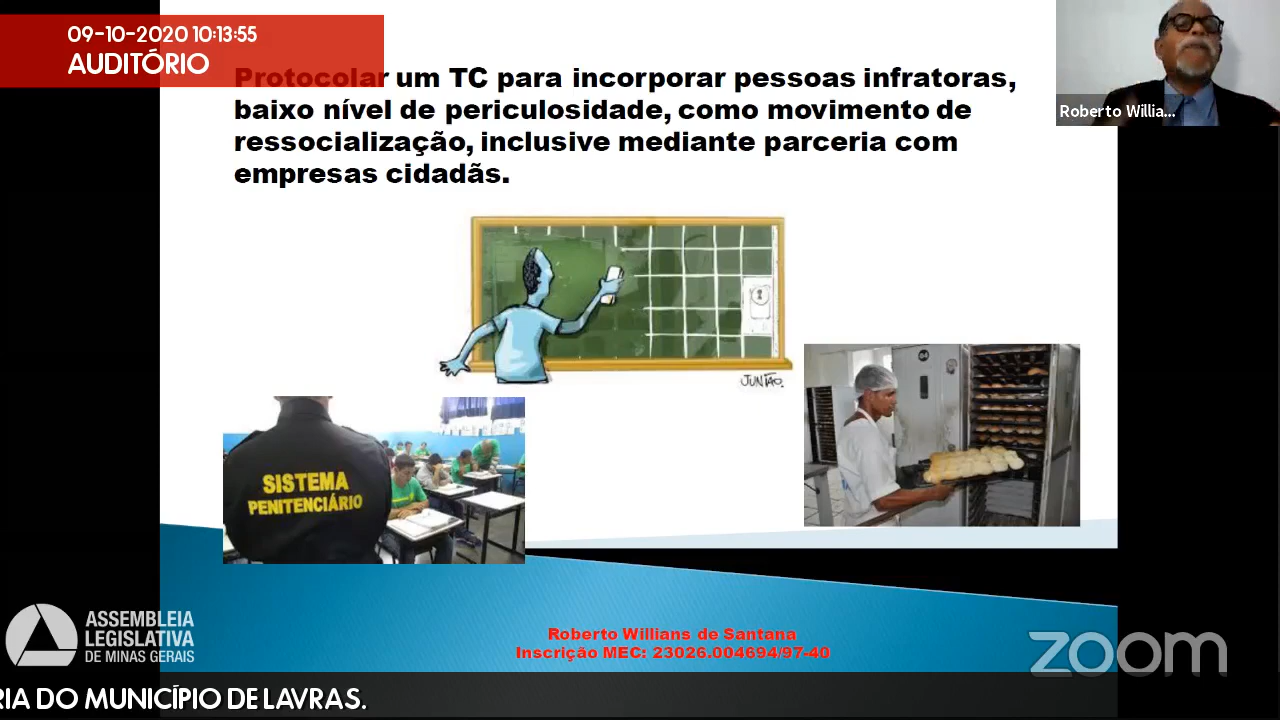 09-10-2020 10:13:55
AUDITÓRIO
Protocolar um TC para incorporar pessoas infratoras,
baixo nível de periculosidade, como movimento de
ressocialização, inclusive mediante parceria com
empresas cidadãs.
Roberto Willia...
JUNIÃO.
SISTEMA
PENITENCIÁRIO
Roberto Willians de Santana
Inscrição MEC: 23026.004694/97-40
ASSEMBLEIA
LEGISLATIVA
DE MINAS GERAIS
zoom
RIA DO MUNICÍPIO DE LAVRAS.